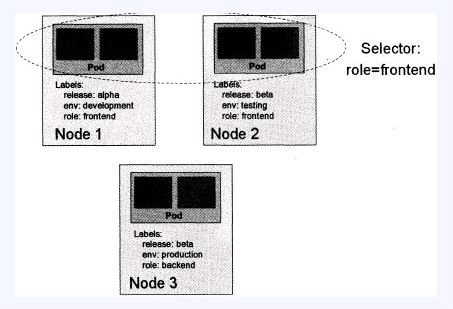 Pod
Labels:
release: alpha
env: development
role: frontend
Node 1
Pod
Labels:
release: beta
env: testing
role: frontend
Node 2
Selector:
role=frontend
Pod
Labels:
release: beta
env: production
role: backend
Node 3